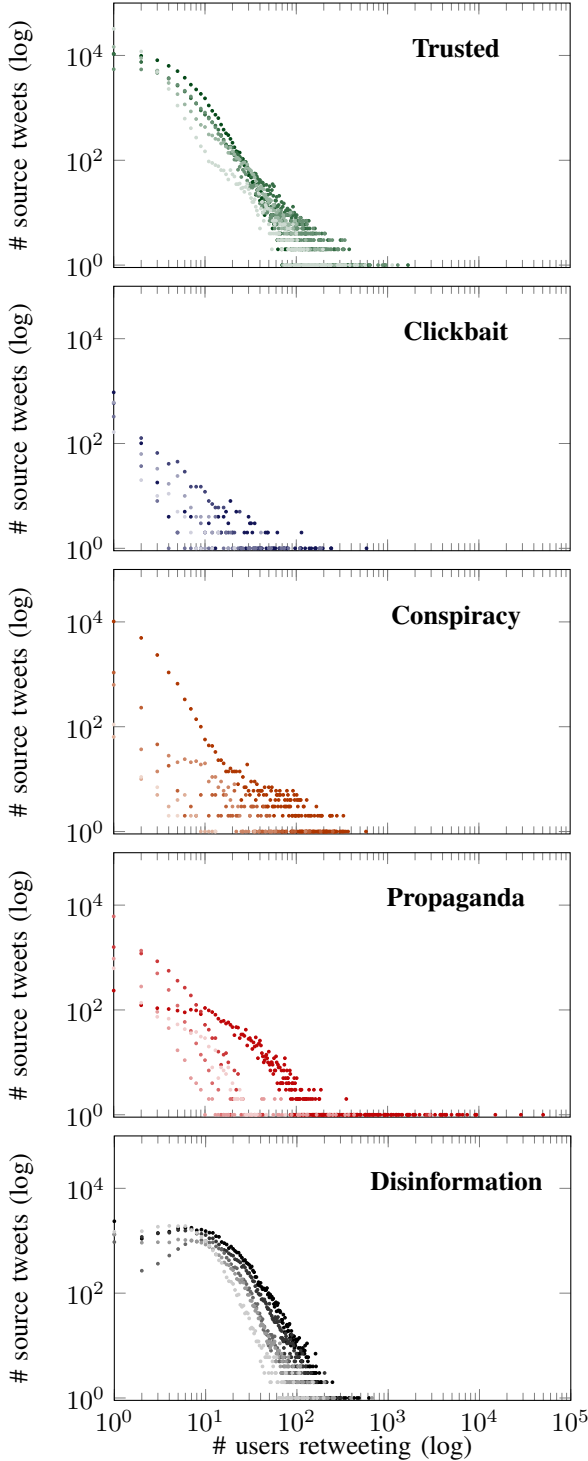 Trusted
# source tweets (log)
10^4
10^2
10^0
Clickbait
# source tweets (log)
10^4
10^2
10^0
Conspiracy
# source tweets (log)
10^4
10^2
10^0
Propaganda
# source tweets (log)
10^4
10^2
10^0
Disinformation
# source tweets (log)
10^4
10^2
10^0
10^0 10^1 10^2 10^3 10^4 10^5
# users retweeting (log)